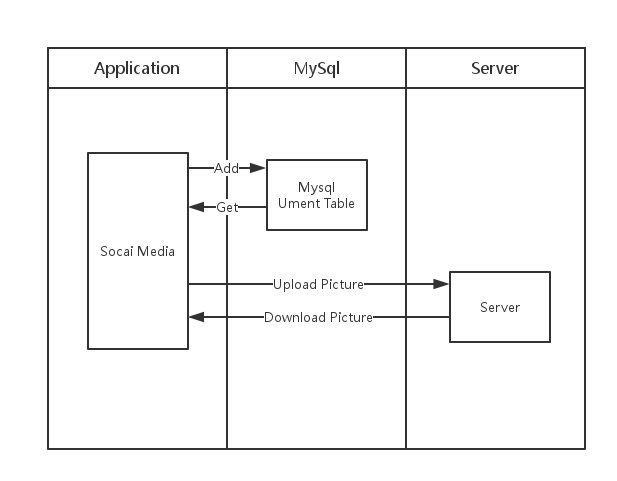 Application
MySql
Server
Add
Mysql
Ument Table
Get
Socai Media
Upload Picture
Server
Download Picture